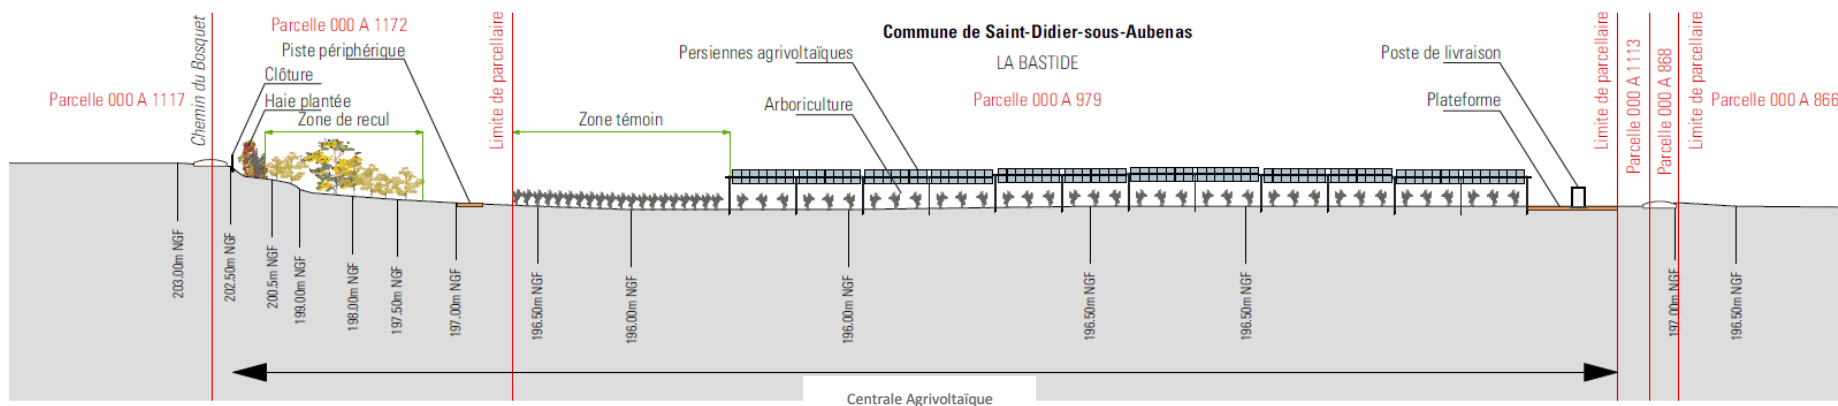 Parcelle 000 A 1117
Chemin du Bosquet
Parcelle 000 A 1172
Piste périphérique
Clôture
Haie plantée
Zone de recul
Limite de parcellaire
Zone témoin
Persiennes agrivoltaïques
Arboriculture
Commune de Saint-Didier-sous-Aubenas
LA BASTIDE
Parcelle 000 A 979
Poste de livraison
Plateforme
Limite de parcellaire
Parcelle 000 A 1113
Parcelle 000 A 868
Limite de parcellaire
Parcelle 000 A 866
203.00m NGF
202.50m NGF
200.5m NGF
199.00m NGF
198.00m NGF
197.50m NGF
197.00m NGF
196.50m NGF
196.00m NGF
196.00m NGF
196.50m NGF
196.50m NGF
197.00m NGF
196.50m NGF
Centrale Agrivoltaïque